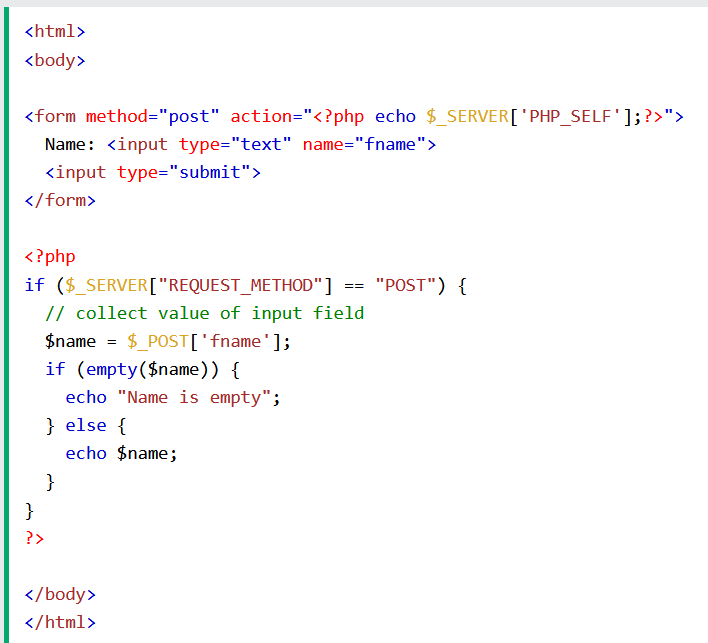 <html>
<body>

<form method="post" action="<?php echo $_SERVER['PHP_SELF'];?>">
  Name: <input type="text" name="fname">
  <input type="submit">
</form>

<?php
if ($_SERVER["REQUEST_METHOD"] == "POST") {
  // collect value of input field
  $name = $_POST['fname'];
  if (empty($name)) {
    echo "Name is empty";
  } else {
    echo $name;
  }
}
?>

</body>
</html>